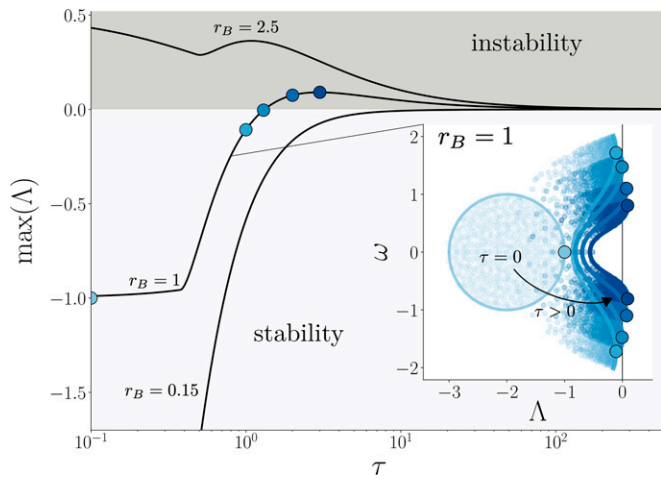 0.5
r_B = 2.5
instability
0.0
r_B = 1
2
1
−0.5
max(Λ)
ω
0
τ = 0
−1.0
r_B = 1
−1
τ > 0
stability
−2
−1.5
r_B = 0.15
−3 −2 −1 0
Λ
10^{-1} 10^0 10^1 10^2
τ